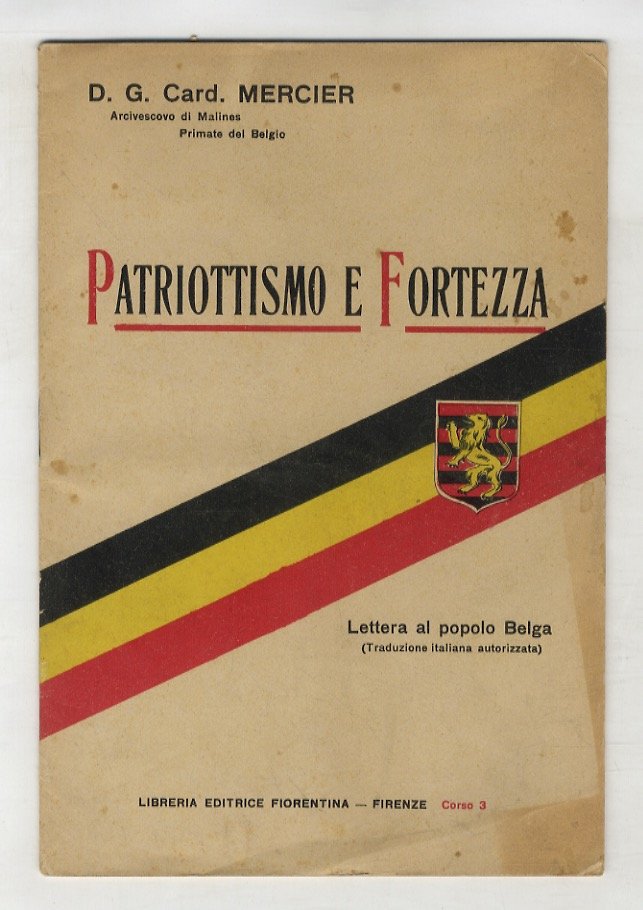 D. G. Card. MERCIER
Arcivescovo di Malines
Primate del Belgio
PATRIOTTISMO E FORTEZZA
Lettera al popolo Belga
(Traduzione italiana autorizzata)
LIBRERIA EDITRICE FIORENTINA — FIRENZE Corso 3